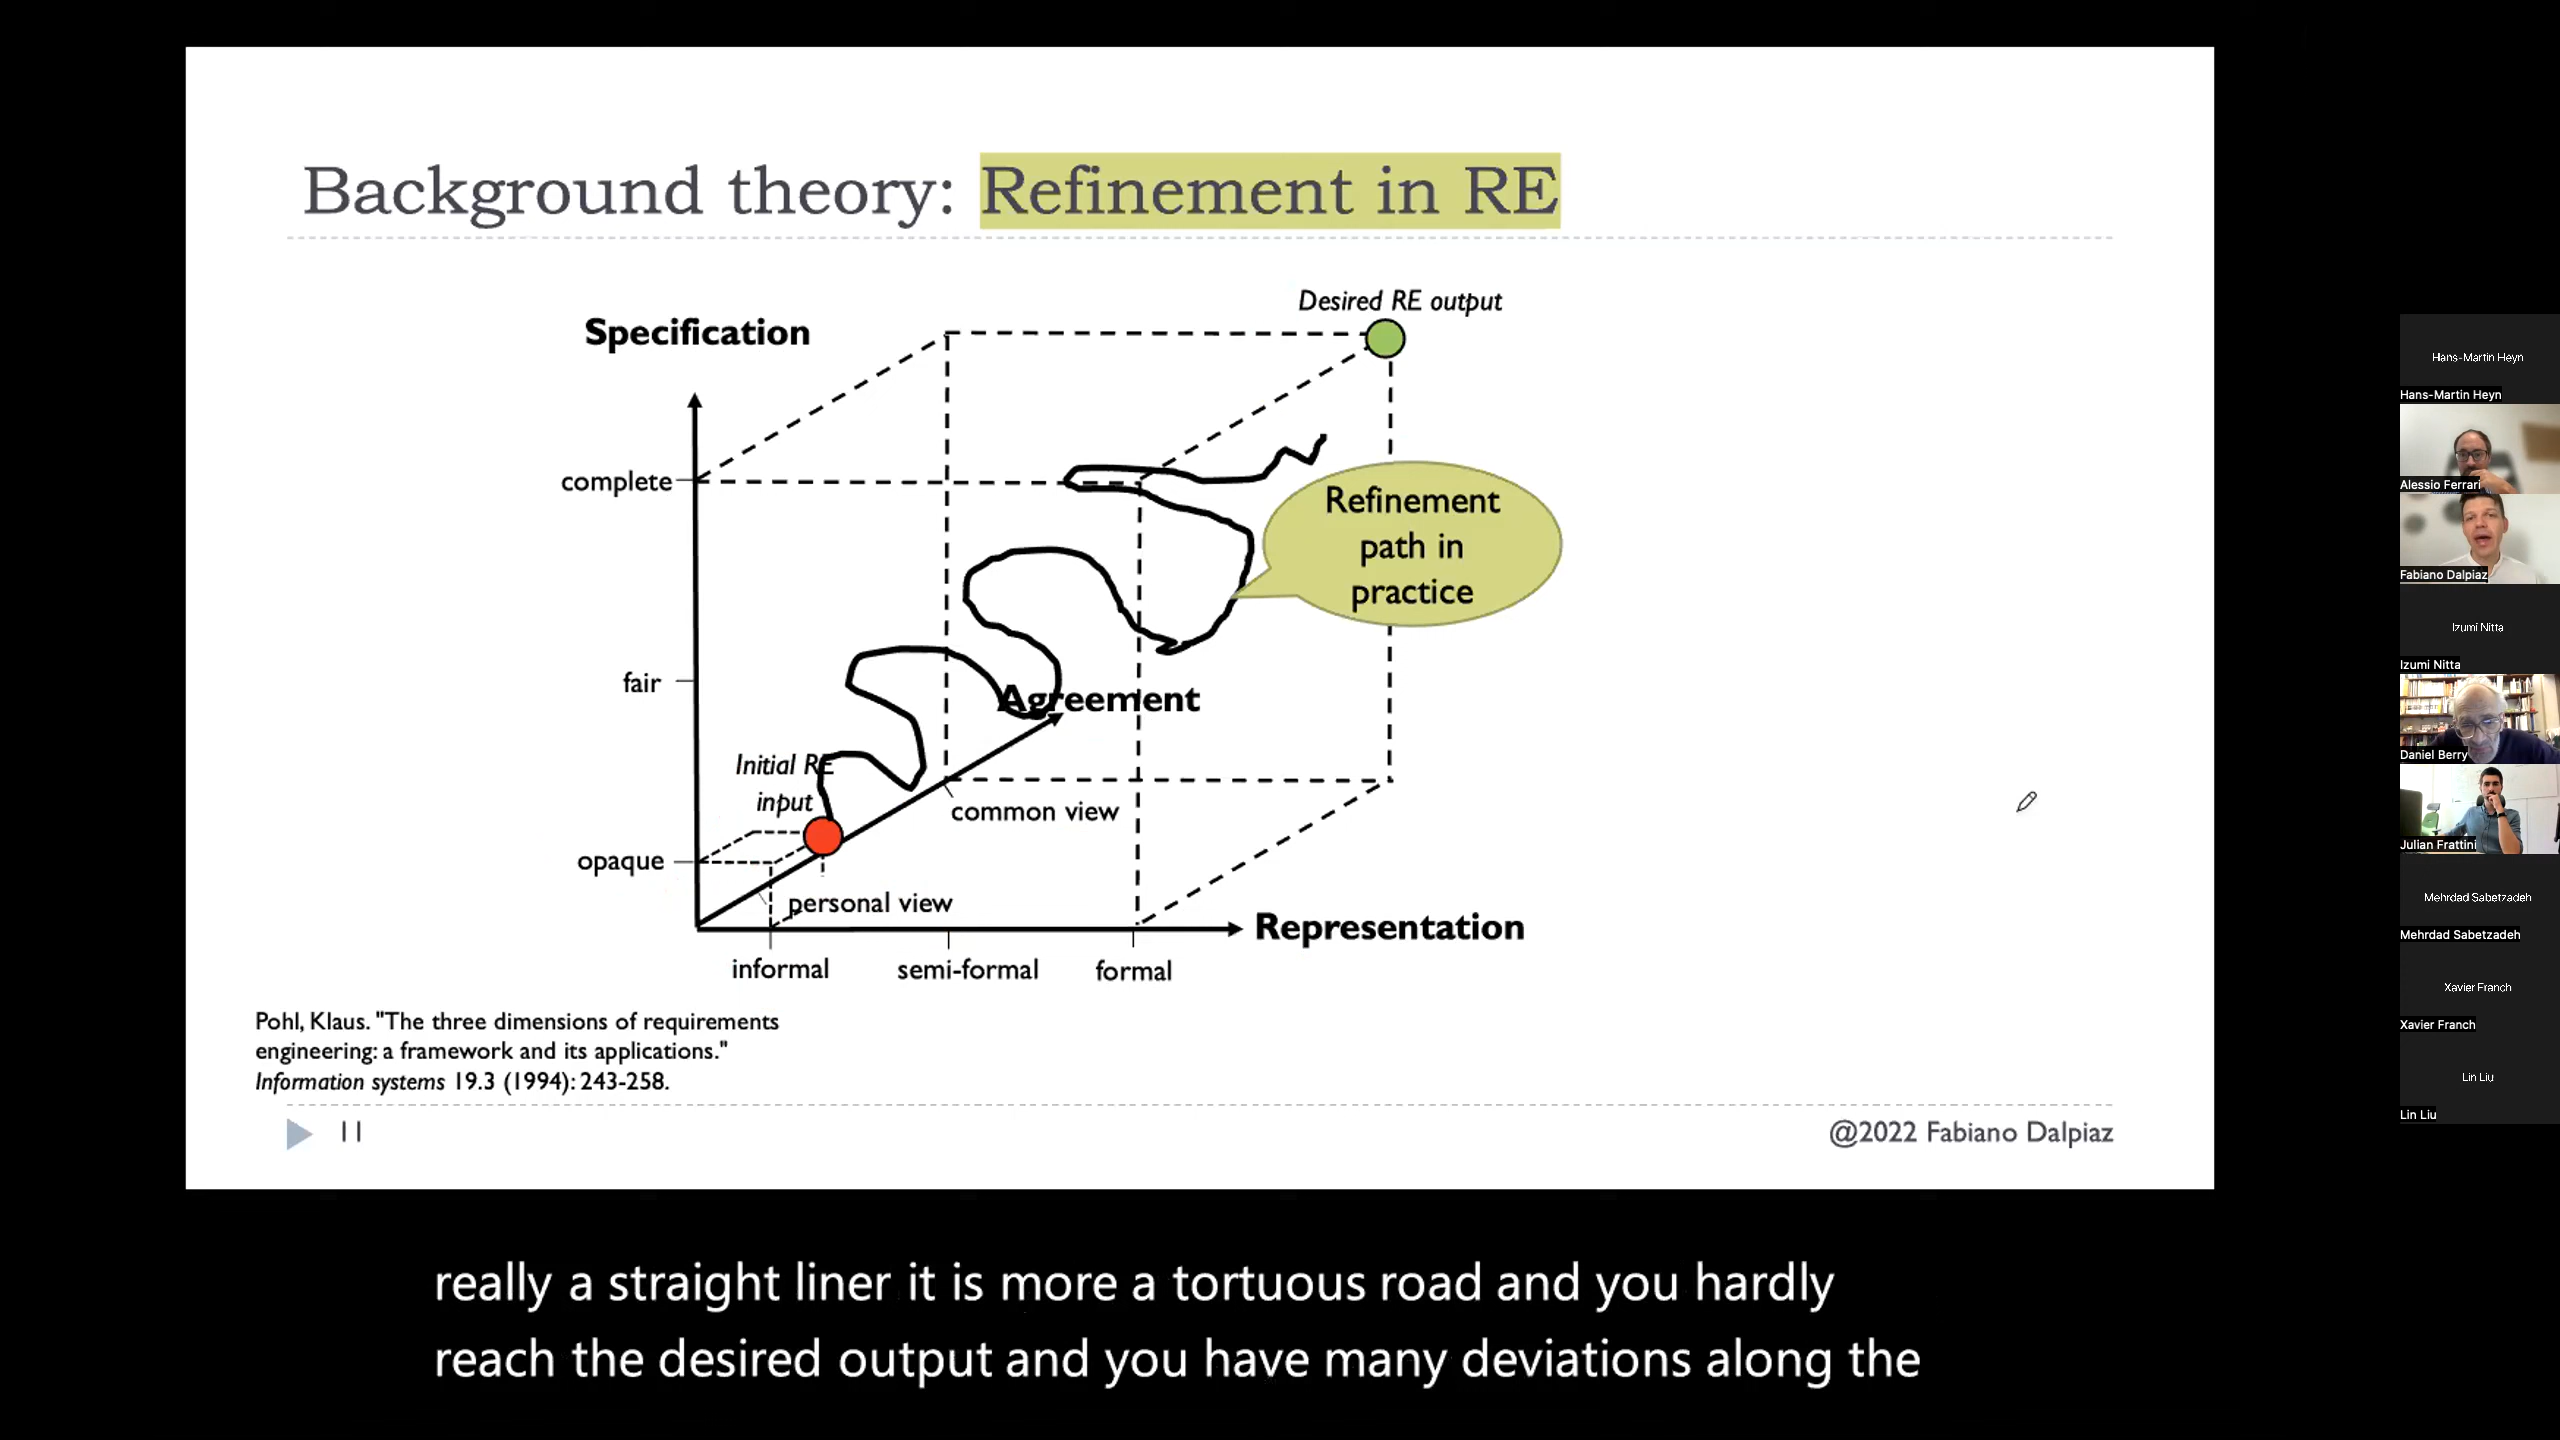 Background theory: Refinement in RE
Desired RE output
Specification
complete
Refinement
path in
practice
fair
Agreement
Initial RE
input
common view
opaque
personal view
Representation
informal
semi-formal
formal
Pohl, Klaus. "The three dimensions of requirements
engineering: a framework and its applications."
Information systems 19.3 (1994): 243-258.
@2022 Fabiano Dalpiaz
Hans-Martin Heyn
Hans-Martin Heyn
Alessio Ferrari
Fabiano Dalpiaz
Izumi Nitta
Izumi Nitta
Daniel Berry
Julian Frattini
Mehrdad Sabetzadeh
Mehrdad Sabetzadeh
Xavier Franch
Xavier Franch
Lin Liu
Lin Liu
really a straight liner it is more a tortuous road and you hardly
reach the desired output and you have many deviations along the